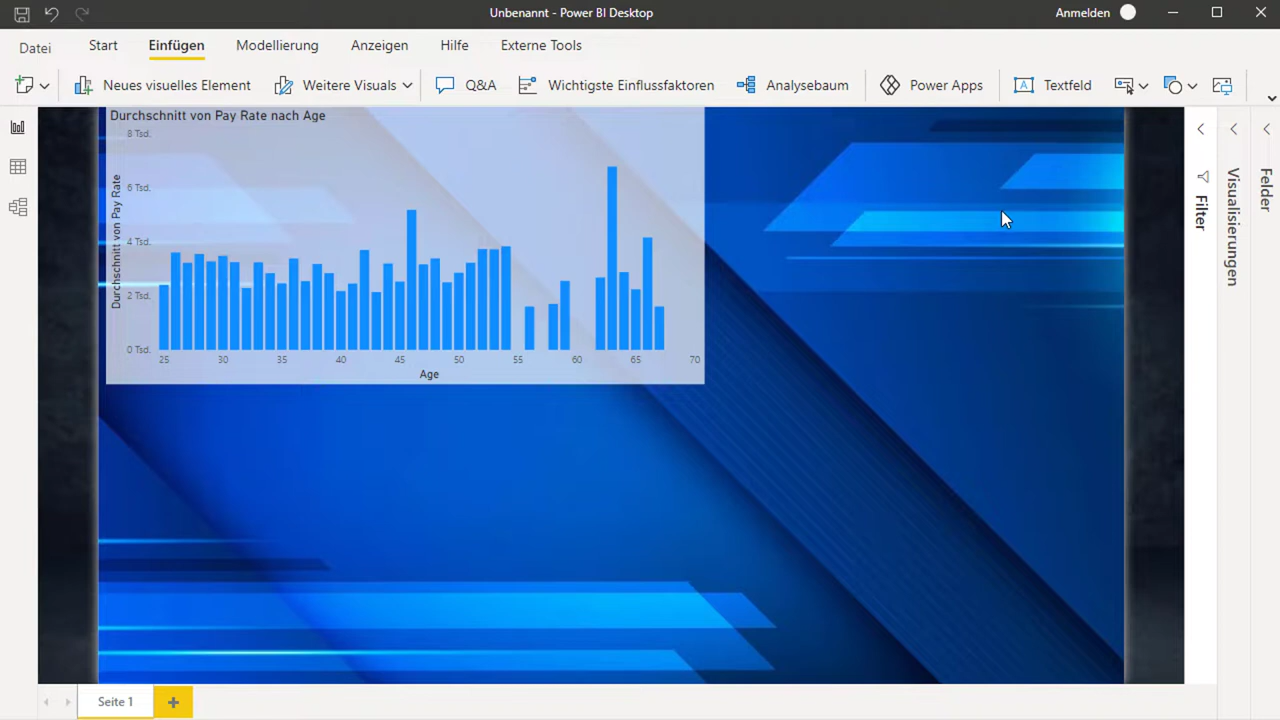 Unbenannt - Power BI Desktop
Anmelden
Datei
Start
Einfügen
Modellierung
Anzeigen
Hilfe
Externe Tools
Neues visuelles Element
Weitere Visuals
Q&A
Wichtigste Einflussfaktoren
Analysebaum
Power Apps
Textfeld
Durchschnitt von Pay Rate nach Age
Durchschnitt von Pay Rate
8 Tsd.
6 Tsd.
4 Tsd.
2 Tsd.
0 Tsd.
25 30 35 40 45 50 55 60 65 70
Age
Filter
Visualisierungen
Felder
Seite 1